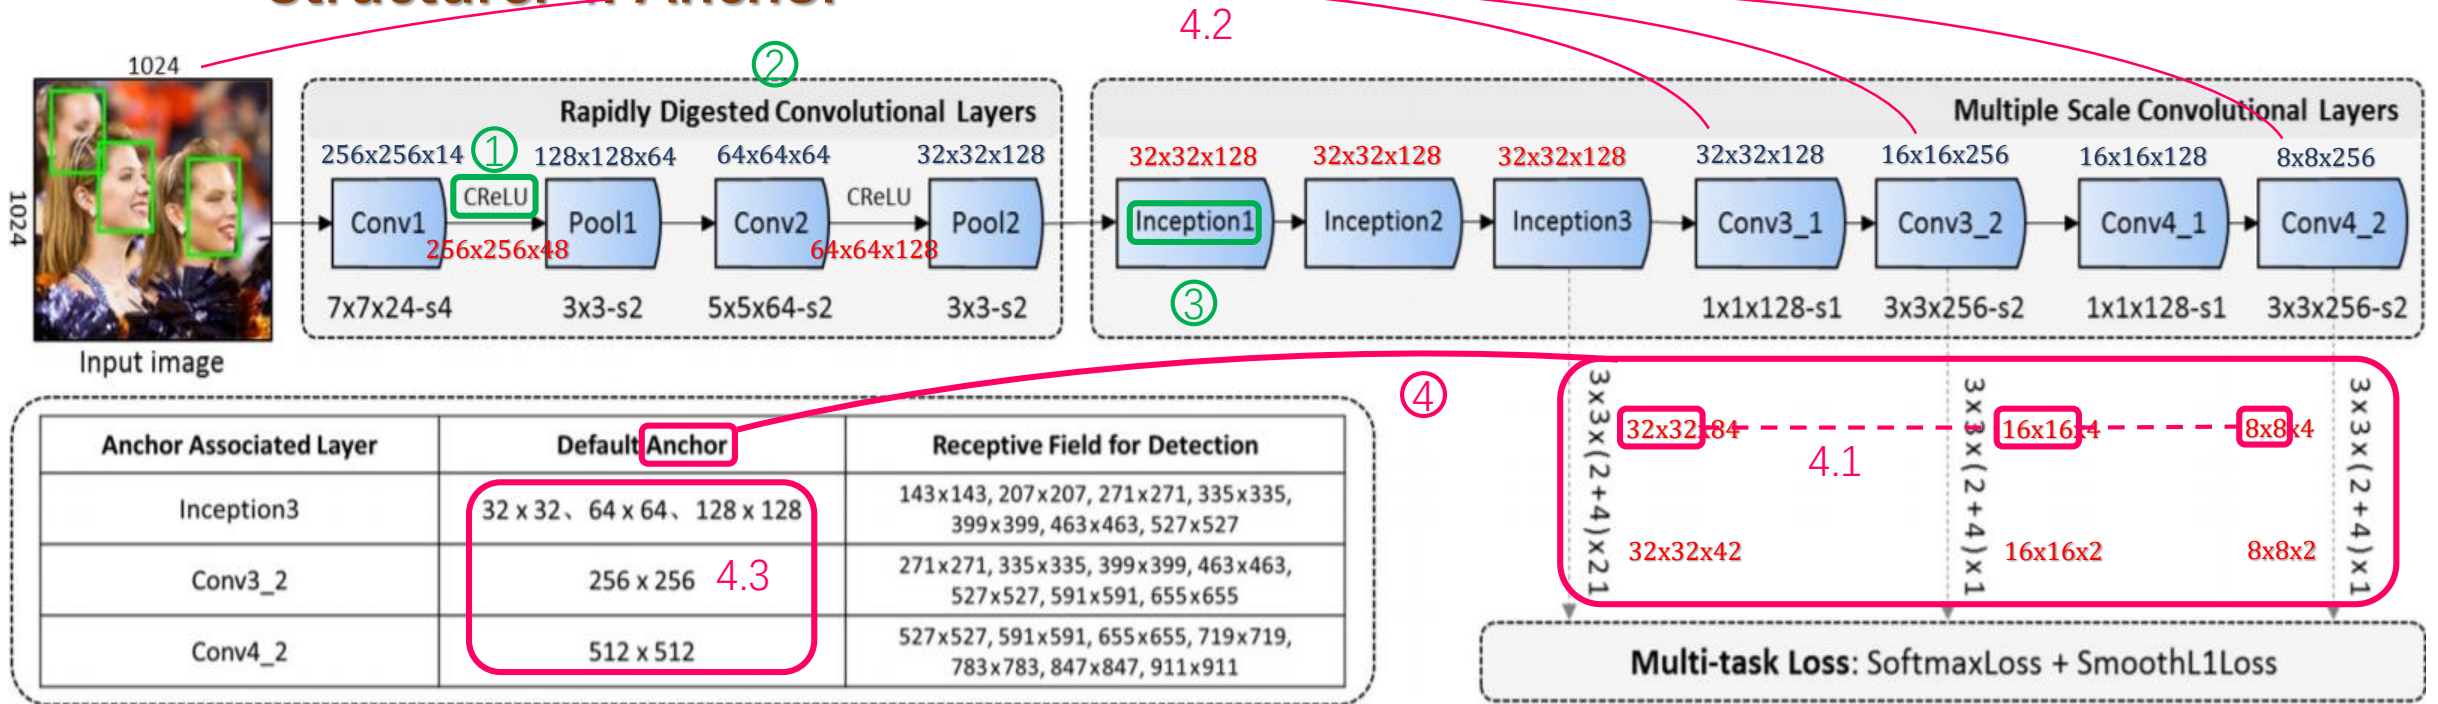 Structure: 4. Anchor
4.2
1024
1024
Input image
②
Rapidly Digested Convolutional Layers
256x256x14
①
128x128x64
64x64x64
32x32x128
CReLU
CReLU
Conv1
Pool1
Conv2
Pool2
256x256x48
64x64x128
7x7x24-s4
3x3-s2
5x5x64-s2
3x3-s2
Multiple Scale Convolutional Layers
32x32x128
32x32x128
32x32x128
32x32x128
16x16x256
16x16x128
8x8x256
Inception1
Inception2
Inception3
Conv3_1
Conv3_2
Conv4_1
Conv4_2
③
1x1x128-s1
3x3x256-s2
1x1x128-s1
3x3x256-s2
④
Anchor Associated Layer
Default Anchor
Receptive Field for Detection
Inception3
32 x 32、64 x 64、128 x 128
143x143, 207x207, 271x271, 335x335,
399x399, 463x463, 527x527
Conv3_2
256 x 256
4.3
271x271, 335x335, 399x399, 463x463,
527x527, 591x591, 655x655
Conv4_2
512 x 512
527x527, 591x591, 655x655, 719x719,
783x783, 847x847, 911x911
3x3x(2+4)x21
32x32x84
32x32x42
4.1
3x3x(2+4)x1
16x16x4
16x16x2
8x8x4
8x8x2
3x3x(2+4)x1
Multi-task Loss: SoftmaxLoss + SmoothL1Loss